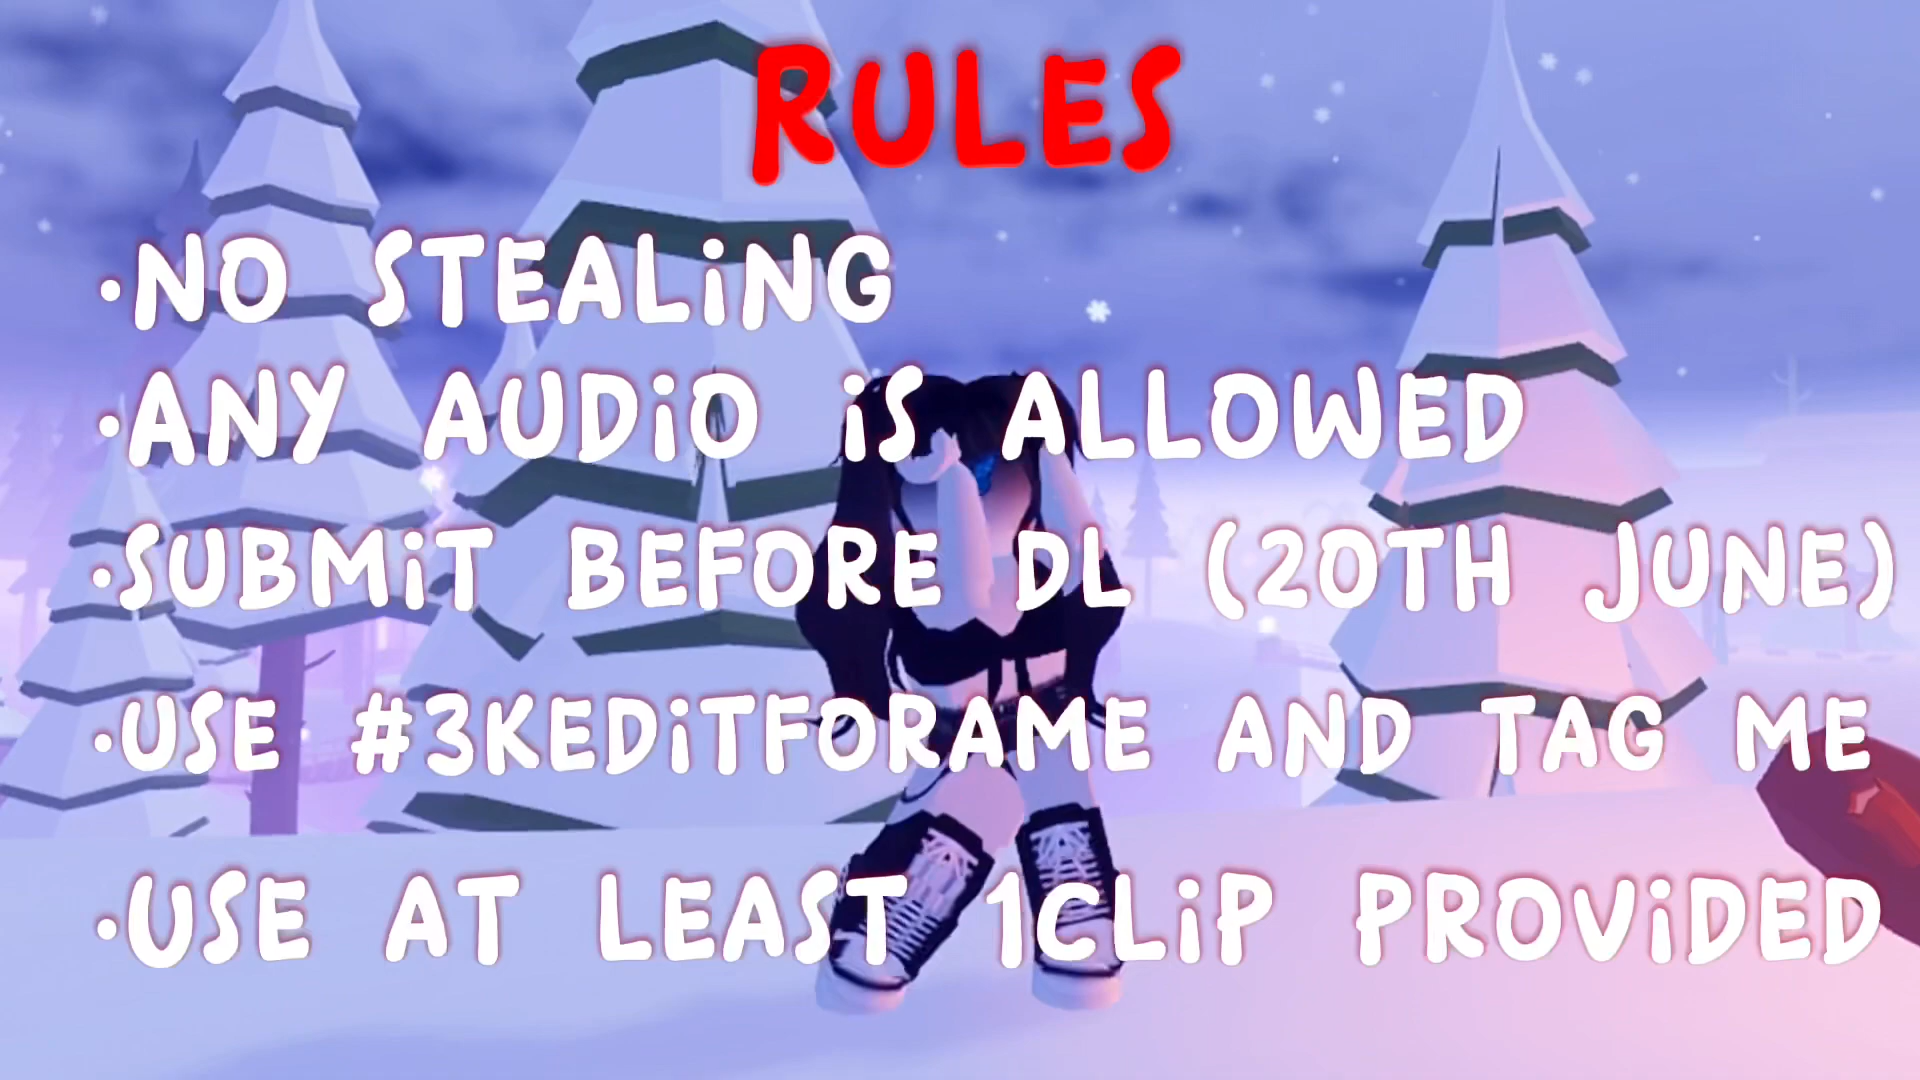 RULES
•NO STEALiNG
•ANY AUDiO iS ALLOWED
•SUBMiT BEFORE DL (20TH JUNE)
•USE #3KEDiTFORAME AND TAG ME
•USE AT LEAST 1CLiP PROViDED